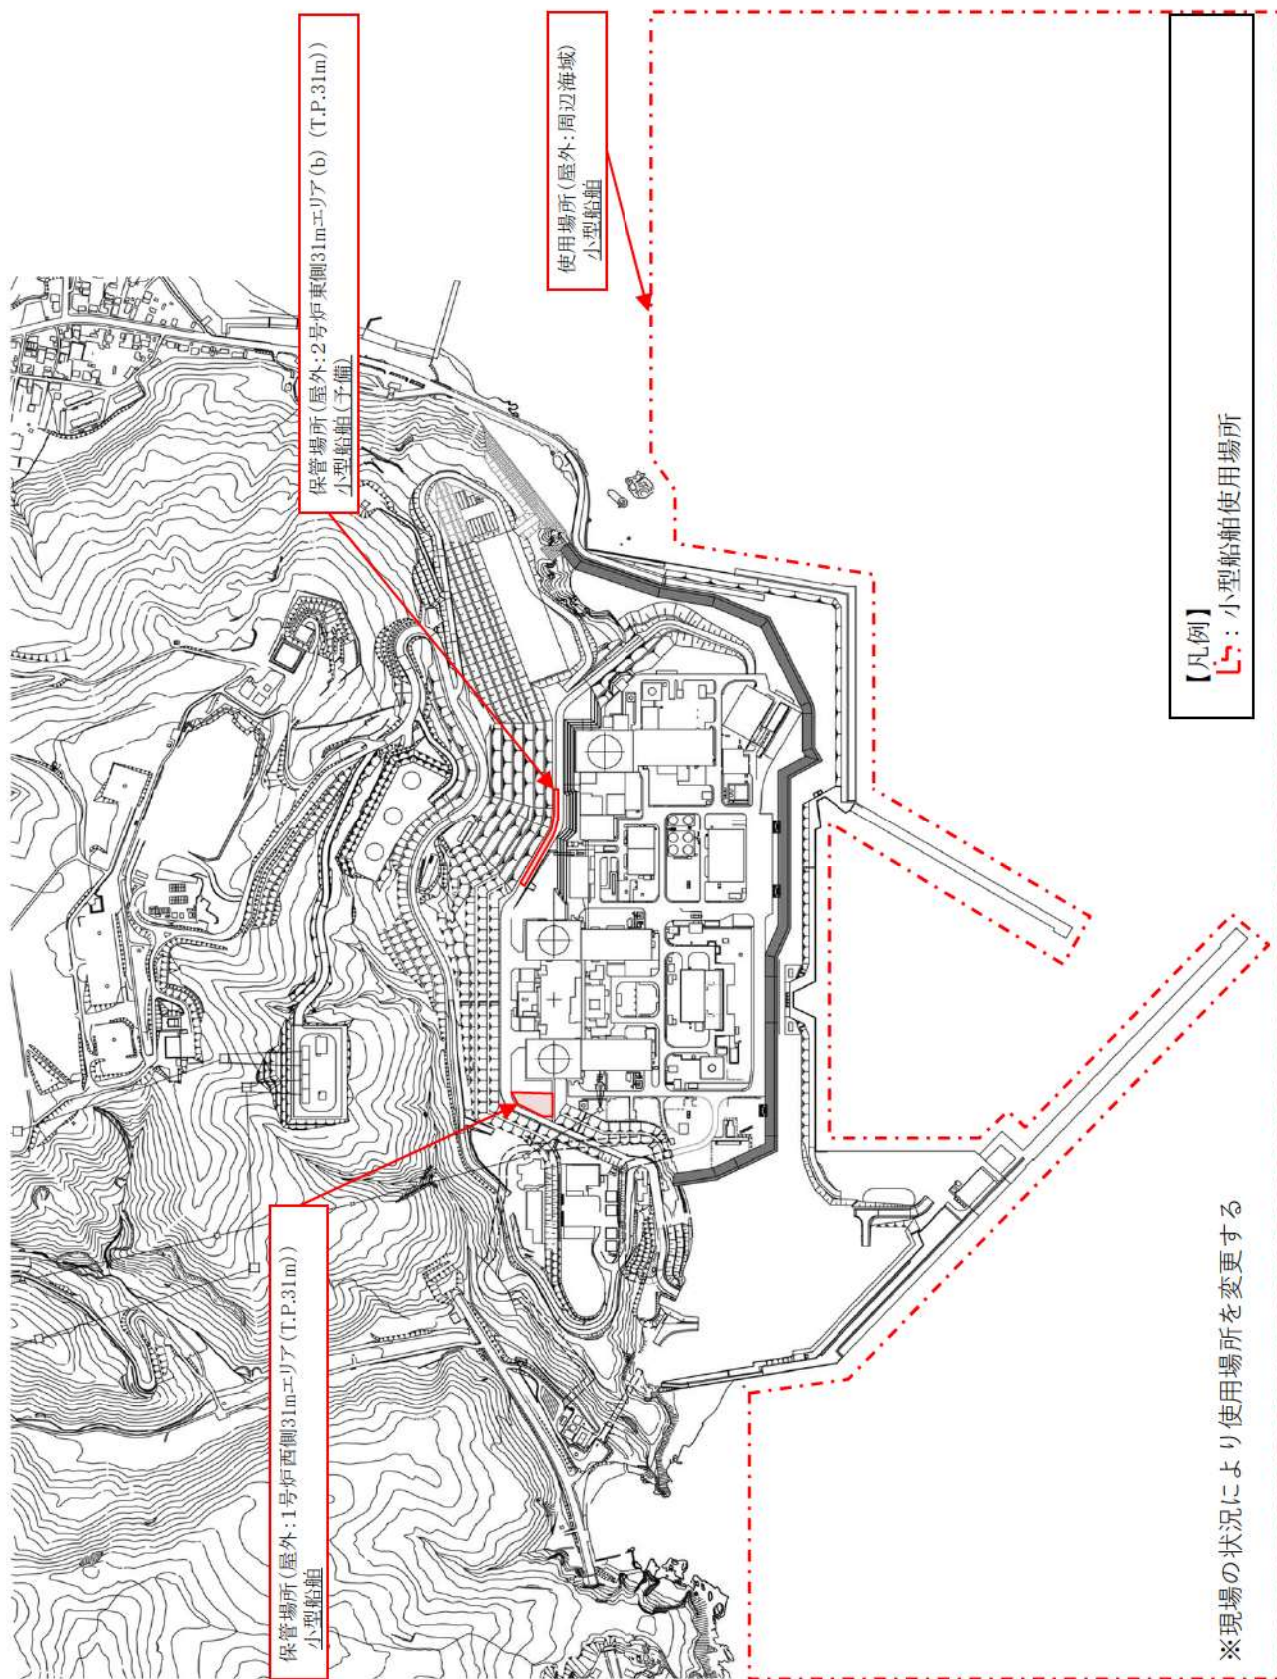 保管場所(屋外:1号炉西側31mエリア(T.P.31m))
小型船舶
保管場所(屋外:2号炉東側31mエリア(b)(T.P.31m))
小型船舶(予備)
使用場所(屋外:周辺海域)
小型船舶
【凡例】
:小型船舶使用場所
※現場の状況により使用場所を変更する